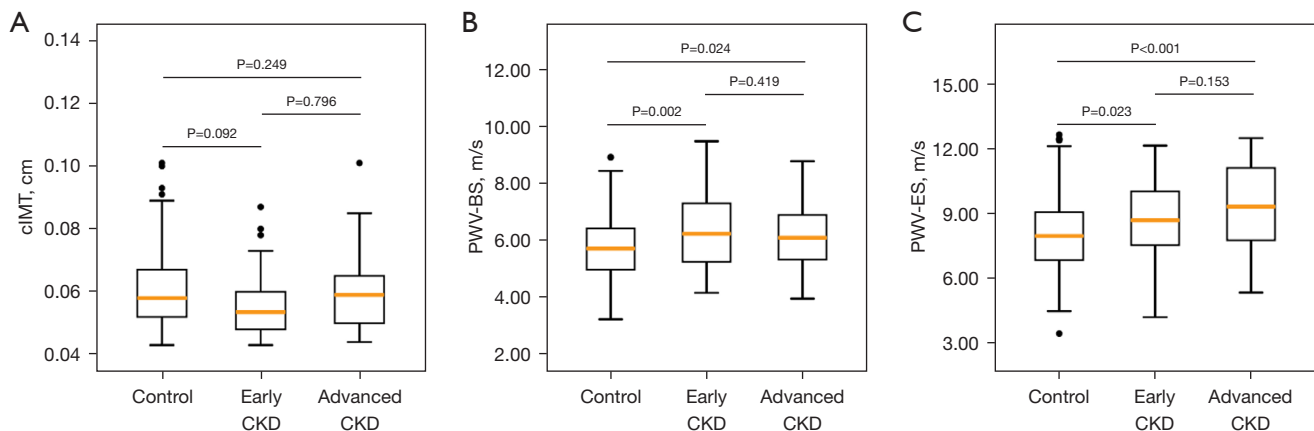 A
cIMT, cm
0.14
0.12
0.10
0.08
0.06
0.04
P=0.249
P=0.796
P=0.092
Control
Early
CKD
Advanced
CKD
B
PWV-BS, m/s
12.00
10.00
8.00
6.00
4.00
2.00
P=0.024
P=0.419
P=0.002
Control
Early
CKD
Advanced
CKD
C
PWV-ES, m/s
15.00
12.00
9.00
6.00
3.00
P<0.001
P=0.153
P=0.023
Control
Early
CKD
Advanced
CKD